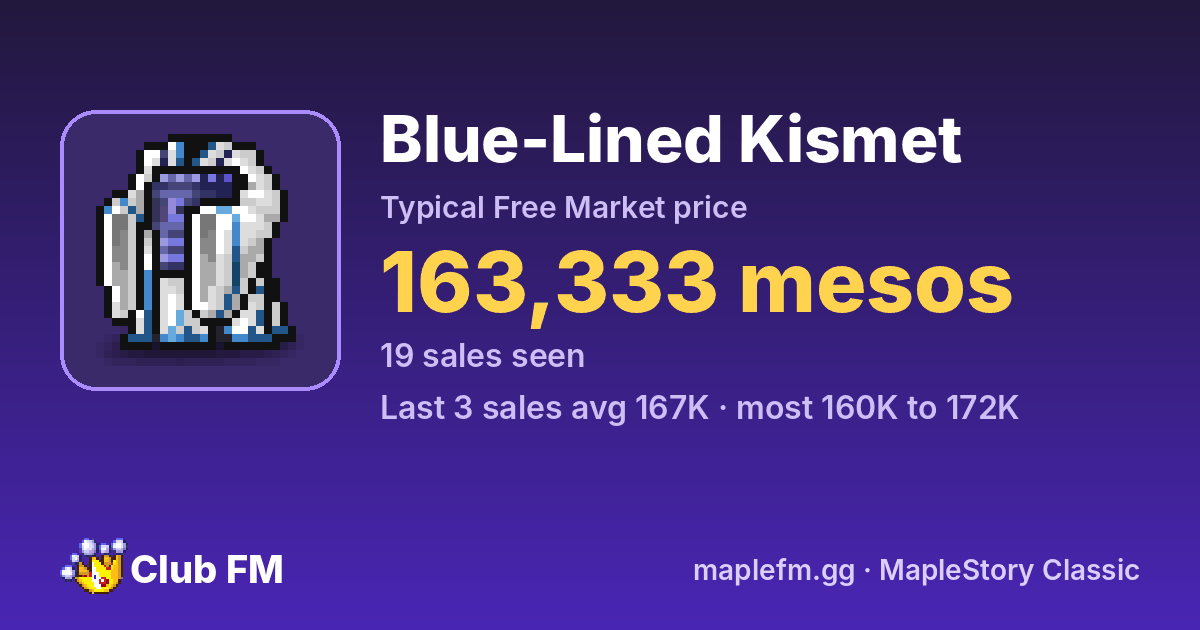 Blue-Lined Kismet
Typical Free Market price
163,333 mesos
19 sales seen
Last 3 sales avg 167K · most 160K to 172K
Club FM
maplefm.gg · MapleStory Classic